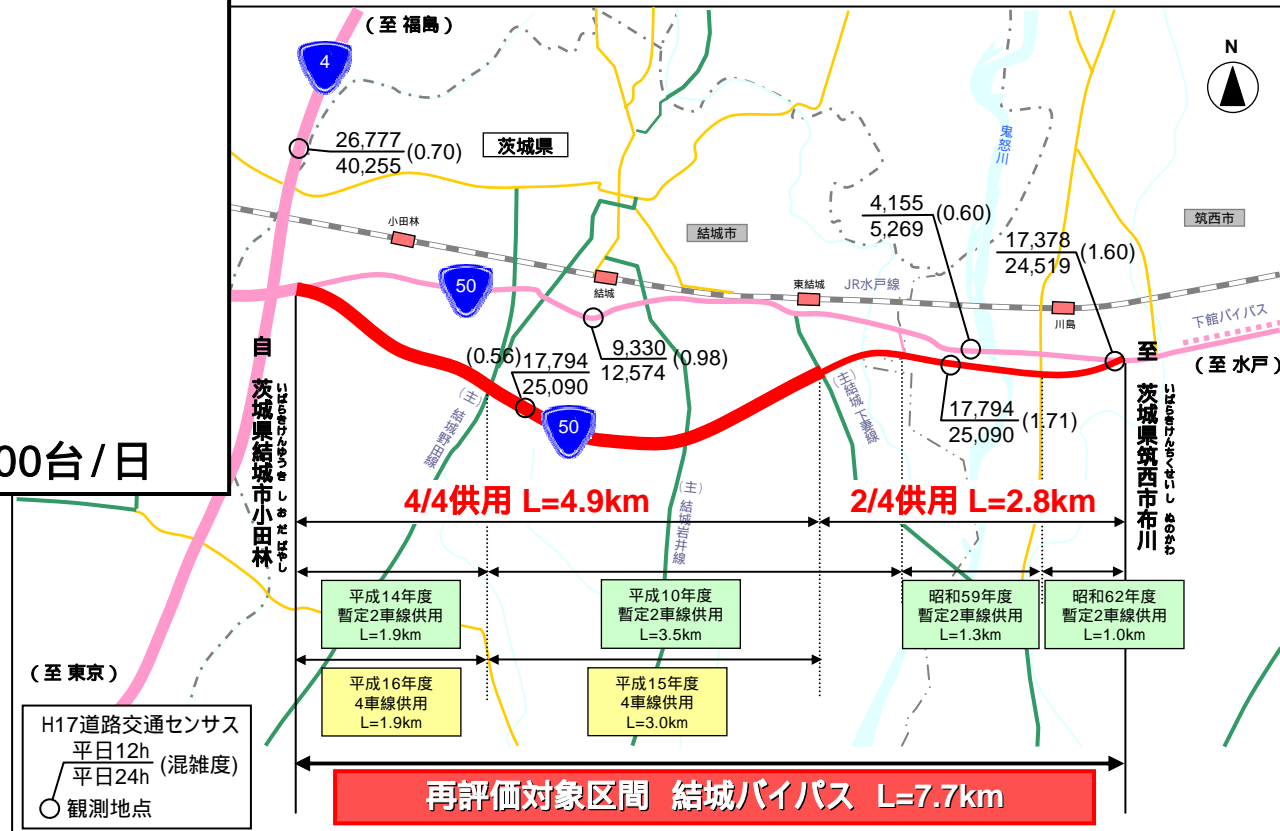 00台/日
(至 福島)
4
N
26,777
40,255
(0.70)
茨城県
鬼怒川
小田林
結城市
4,155
5,269
(0.60)
筑西市
17,378
24,519
(1.60)
50
結城
東結城
JR水戸線
川島
下館バイパス
(至 水戸)
自 茨城県結城市小田林
いばらきけんゆうきしおだばやし
至 茨城県筑西市布川
いばらきけんちくせいしぬのかわ
(0.56)
17,794
25,090
9,330
12,574
(0.98)
17,794
25,090
(1.71)
50
(主)結城野田線
(主)結城岩井線
(主)結城下妻線
4/4供用 L=4.9km
2/4供用 L=2.8km
平成14年度
暫定2車線供用
L=1.9km
平成10年度
暫定2車線供用
L=3.5km
昭和59年度
暫定2車線供用
L=1.3km
昭和62年度
暫定2車線供用
L=1.0km
平成16年度
4車線供用
L=1.9km
平成15年度
4車線供用
L=3.0km
(至 東京)
H17道路交通センサス
平日12h
平日24h
(混雑度)
観測地点
再評価対象区間 結城バイパス L=7.7km